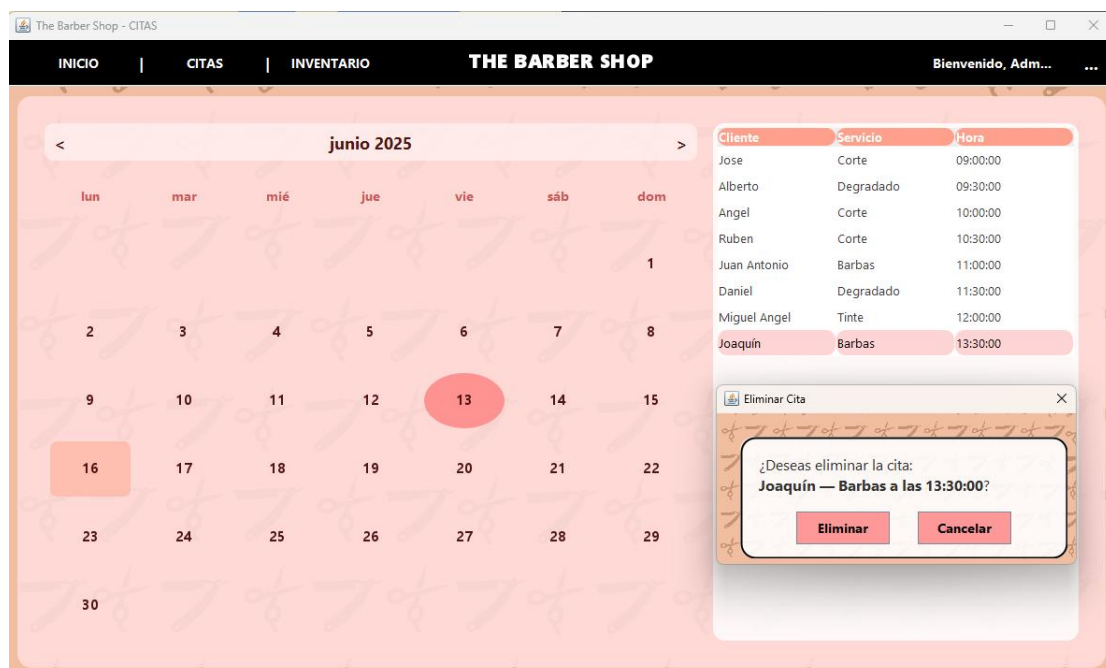 The Barber Shop - CITAS
INICIO | CITAS | INVENTARIO THE BARBER SHOP Bienvenido, Adm... ...
< junio 2025 >
lun mar mié jue vie sáb dom
1
2 3 4 5 6 7 8
9 10 11 12 13 14 15
16 17 18 19 20 21 22
23 24 25 26 27 28 29
30
Cliente Servicio Hora
Jose Corte 09:00:00
Alberto Degradado 09:30:00
Angel Corte 10:00:00
Ruben Corte 10:30:00
Juan Antonio Barbas 11:00:00
Daniel Degradado 11:30:00
Miguel Angel Tinte 12:00:00
Joaquín Barbas 13:30:00
Eliminar Cita
¿Deseas eliminar la cita:
Joaquín — Barbas a las 13:30:00?
Eliminar Cancelar